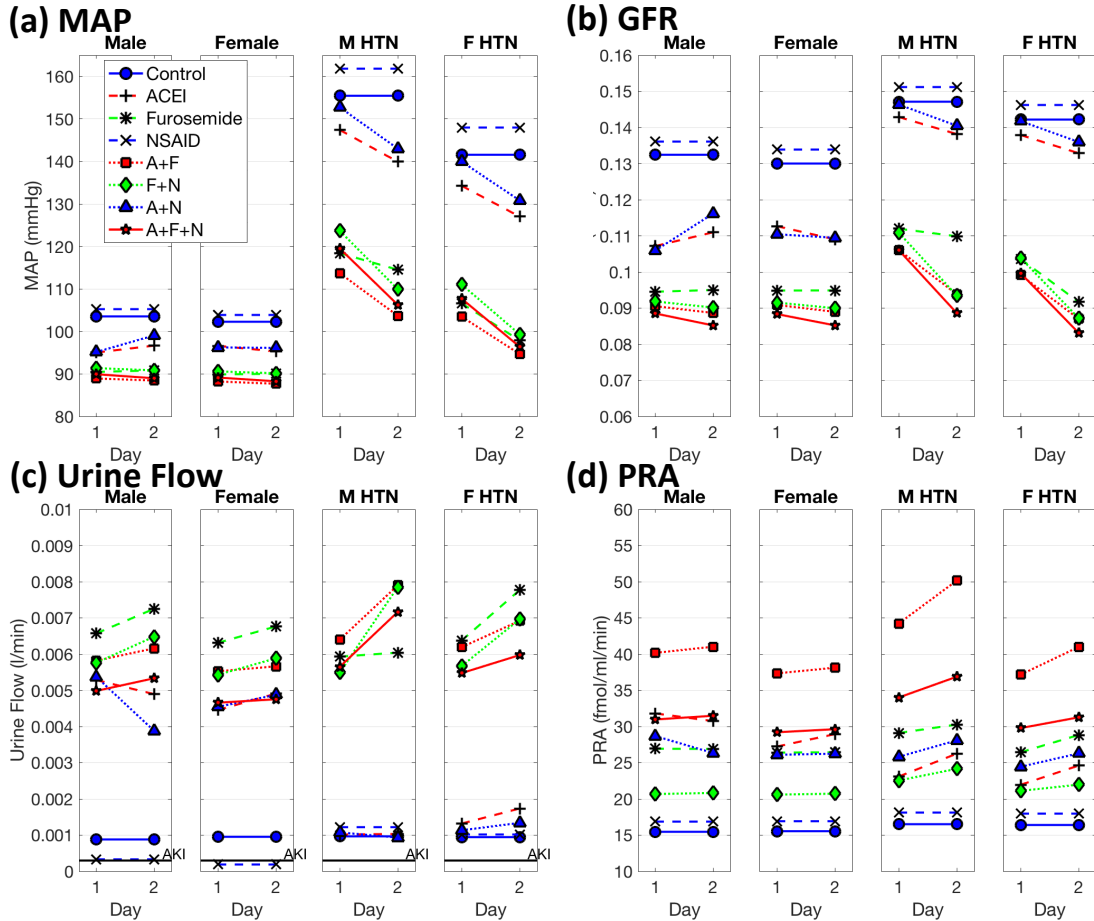 (a) MAP
Male Female M HTN F HTN
160
150
140
130
120
110
100
90
80
MAP (mmHg)
Control
ACEI
Furosemide
NSAID
A+F
F+N
A+N
A+F+N
1 2 1 2 1 2 1 2
Day Day Day Day
(b) GFR
Male Female M HTN F HTN
0.16
0.15
0.14
0.13
0.12
0.11
0.1
0.09
0.08
0.07
0.06
1 2 1 2 1 2 1 2
Day Day Day Day
(c) Urine Flow
Male Female M HTN F HTN
0.01
0.009
0.008
0.007
0.006
0.005
0.004
0.003
0.002
0.001
0
Urine Flow (l/min)
AKI AKI AKI AKI
1 2 1 2 1 2 1 2
Day Day Day Day
(d) PRA
Male Female M HTN F HTN
60
55
50
45
40
35
30
25
20
15
10
PRA (fmol/ml/ml/min)
1 2 1 2 1 2 1 2
Day Day Day Day